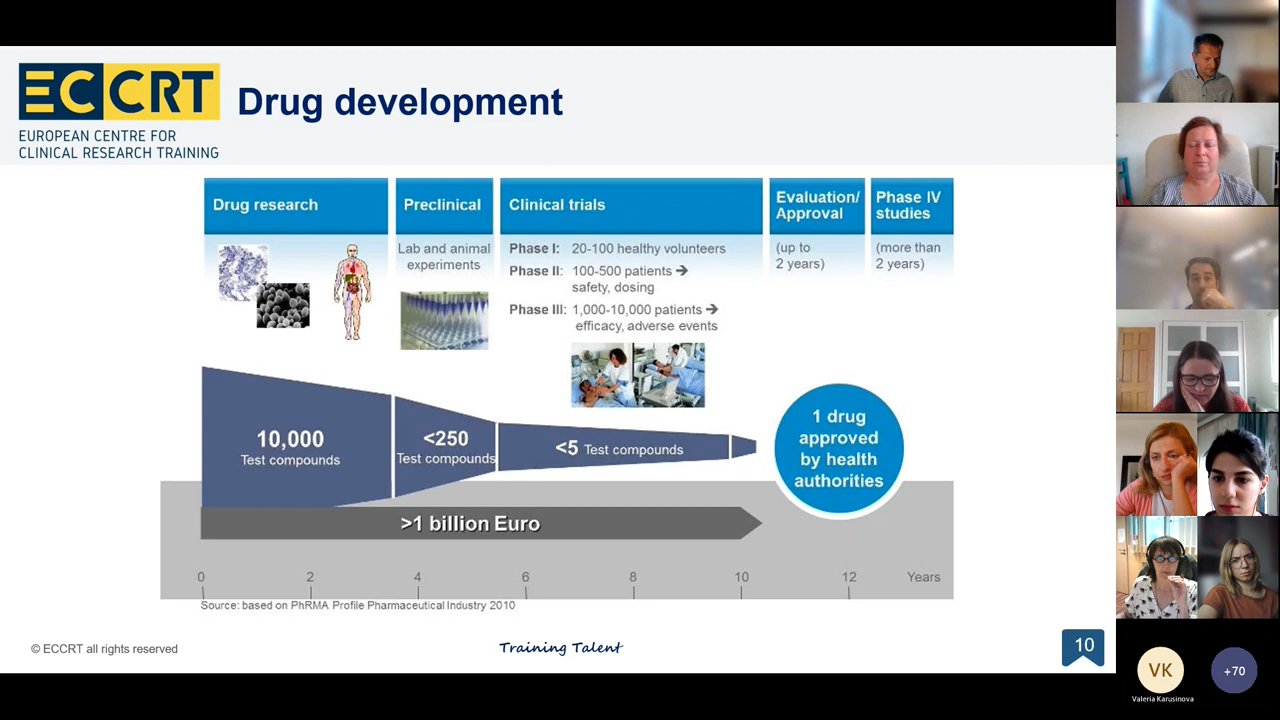 ECCRT
EUROPEAN CENTRE FOR
CLINICAL RESEARCH TRAINING
Drug development
Drug research
Preclinical
Lab and animal
experiments
Clinical trials
Phase I: 20-100 healthy volunteers
Phase II: 100-500 patients ➔
safety, dosing
Phase III: 1,000-10,000 patients ➔
efficacy, adverse events
Evaluation/
Approval
(up to
2 years)
Phase IV
studies
(more than
2 years)
10,000
Test compounds
<250
Test compounds
<5 Test compounds
1 drug
approved
by health
authorities
>1 billion Euro
0 2 4 6 8 10 12 Years
Source: based on PhRMA Profile Pharmaceutical Industry 2010
© ECCRT all rights reserved
Training Talent
10
VK
Valeria Karusinova
+70